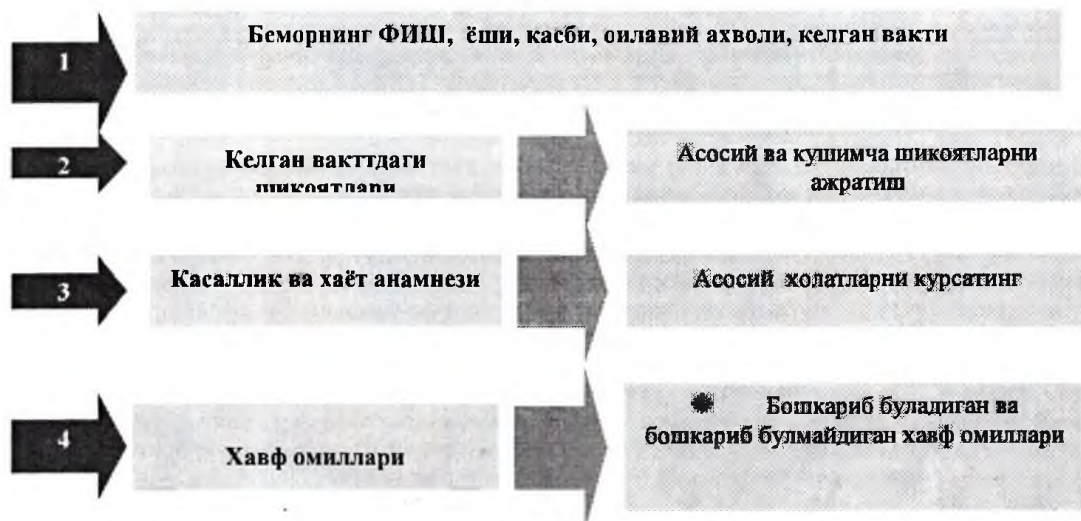 1
Беморнинг ФИШ, ёши, касби, оилавий ахволи, келган вакти
2
Келган вакттдаги
шикоятлари
Асосий ва кушимча шикоятларни
ажратиш
3
Касаллик ва хаёт анамнези
Асосий холатларни курсатинг
4
Хавф омиллари
Бошкариб буладиган ва
бошкариб булмайдиган хавф омиллари